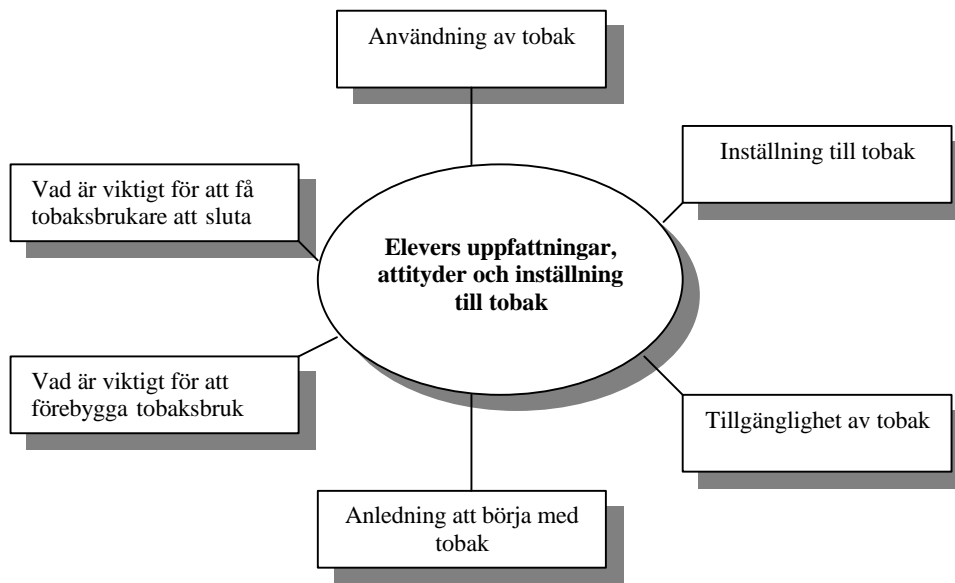 Användning av tobak
Inställning till tobak
Vad är viktigt för att få
tobaksbrukare att sluta
Elevers uppfattningar,
attityder och inställning
till tobak
Vad är viktigt för att
förebygga tobaksbruk
Tillgänglighet av tobak
Anledning att börja med
tobak